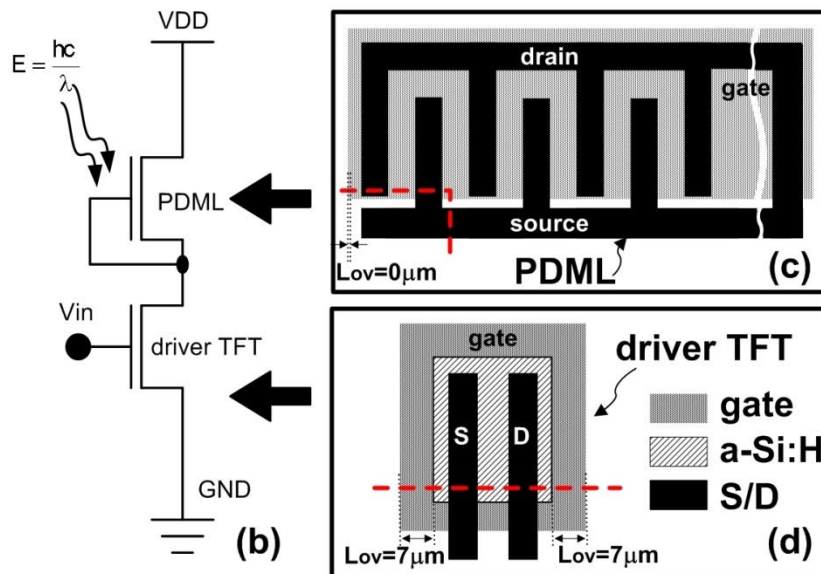 VDD
E = hc/λ
PDML
Vin
driver TFT
GND
(b)
drain
gate
source
Lov=0μm
PDML
(c)
gate
driver TFT
S
D
gate
a-Si:H
S/D
Lov=7μm
Lov=7μm
(d)